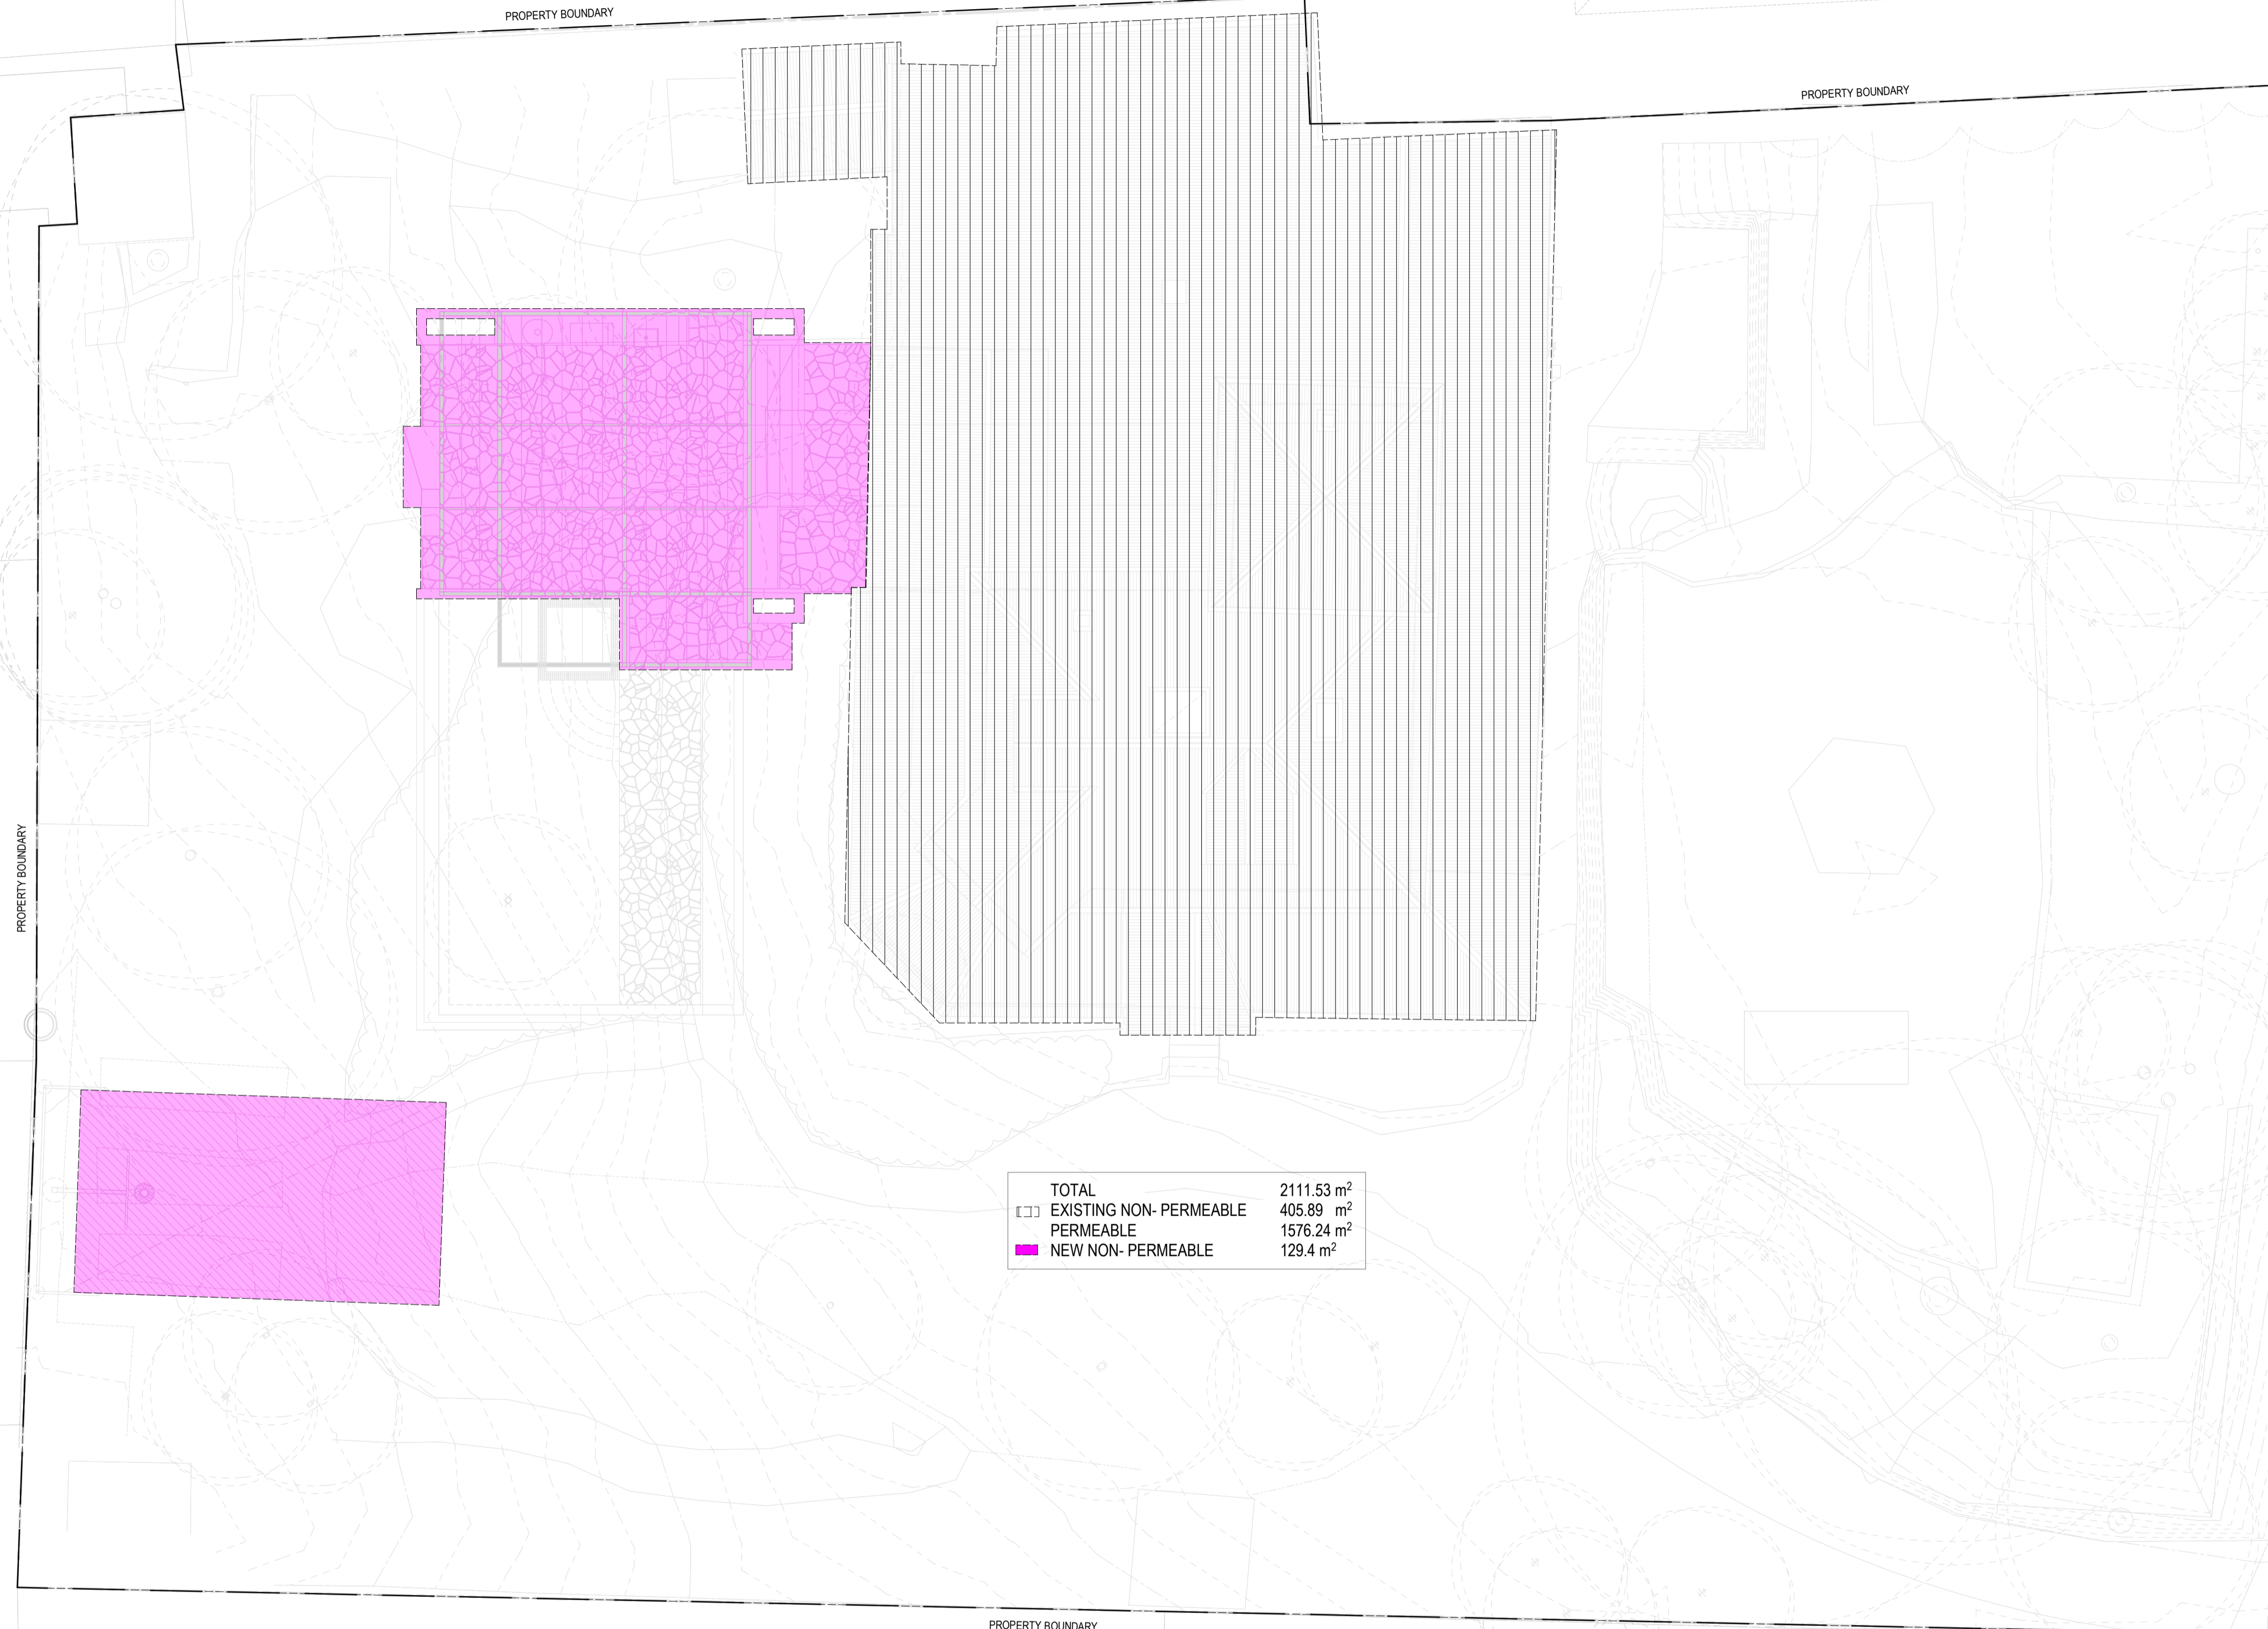 PROPERTY BOUNDARY
PROPERTY BOUNDARY
PROPERTY BOUNDARY
TOTAL 2111.53 m²
EXISTING NON- PERMEABLE 405.89 m²
PERMEABLE 1576.24 m²
NEW NON- PERMEABLE 129.4 m²
PROPERTY BOUNDARY